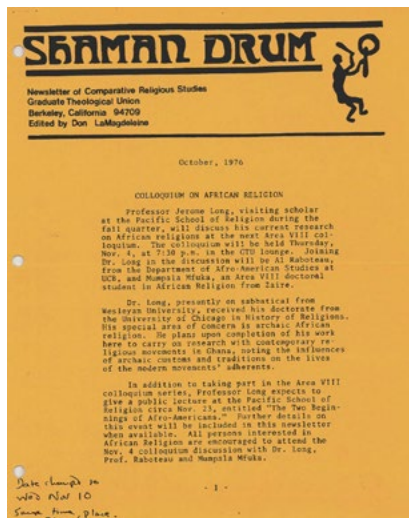 SHAMAN DRUM
Newsletter of Comparative Religious Studies
Graduate Theological Union
Berkeley, California 94709
Edited by Don LaMagdeleine
October, 1976
COLLOQUIUM ON AFRICAN RELIGION
Professor Jerome Long, visiting scholar
at the Pacific School of Religion during the
fall quarter, will discuss his current research
on African religions at the next Area VIII col-
loquium. The colloquium will be held Thursday,
Nov. 4, at 7:30 p.m. in the GTU lounge. Joining
Dr. Long in the discussion will be Al Raboteau,
from the Department of Afro-American Studies at
UCB, and Mumpala Mfuka, an Area VIII doctoral
student in African Religion from Zaire.
Dr. Long, presently on sabbatical from
Wesleyan University, received his doctorate from
the University of Chicago in History of Religions.
His special area of concern is archaic African
religion. He plans upon completion of his work
here to carry on research with contemporary re-
ligious movements in Ghana, noting the influences
of archaic customs and traditions on the lives
of the modern movements' adherents.
In addition to taking part in the Area VIII
colloquium series, Professor Long expects to
give a public lecture at the Pacific School of
Religion circa Nov. 23, entitled "The Two Begin-
nings of Afro-Americans." Further details on
this event will be included in this newsletter
when available. All persons interested in
African Religion are encouraged to attend the
Nov. 4 colloquium discussion with Dr. Long,
Prof. Raboteau and Mumpala Mfuka.
- 1 -
Date changed to
Wed Nov 10
Same time, place.